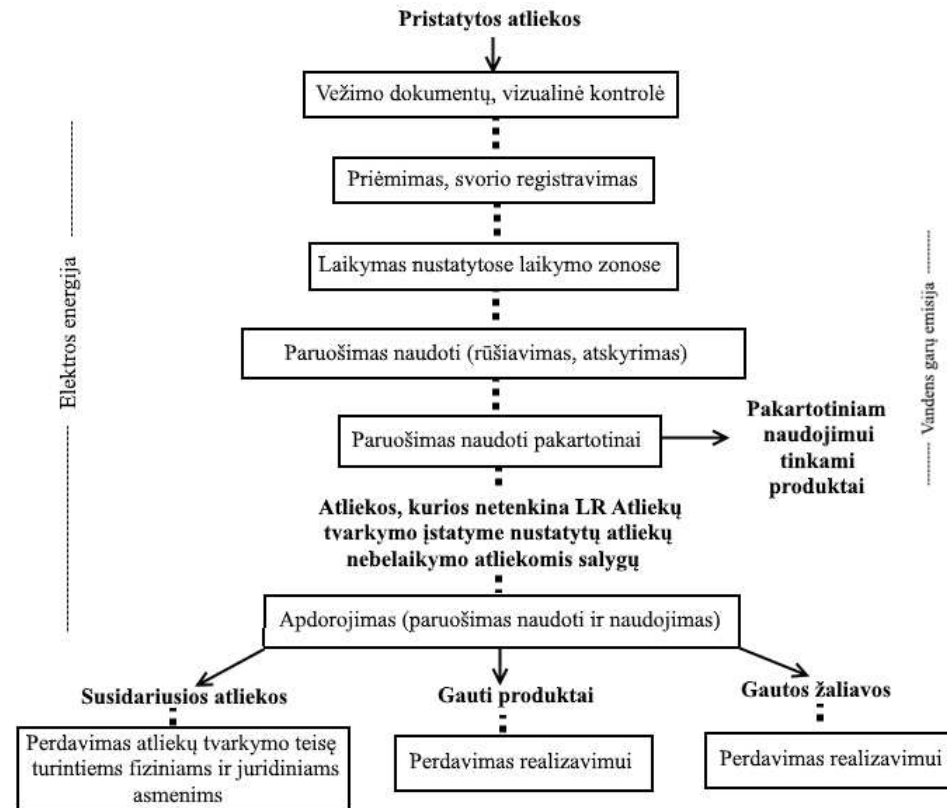 Pristatytos atliekos
Vežimo dokumentų, vizualinė kontrolė
Priėmimas, svorio registravimas
Laikymas nustatytose laikymo zonose
Paruošimas naudoti (rūšiavimas, atskyrimas)
Paruošimas naudoti pakartotinai
Pakartotiniam
naudojimui
tinkami
produktai
Elektros energija
Vandens garų emisija
Atliekos, kurios netenkina LR Atliekų
tvarkymo įstatyme nustatytų atliekų
nebelaikymo atliekomis salygų
Apdorojimas (paruošimas naudoti ir naudojimas)
Susidariusios atliekos
Gauti produktai
Gautos žaliavos
Perdavimas atliekų tvarkymo teisę
turintiems fiziniams ir juridiniams
asmenims
Perdavimas realizavimui
Perdavimas realizavimui